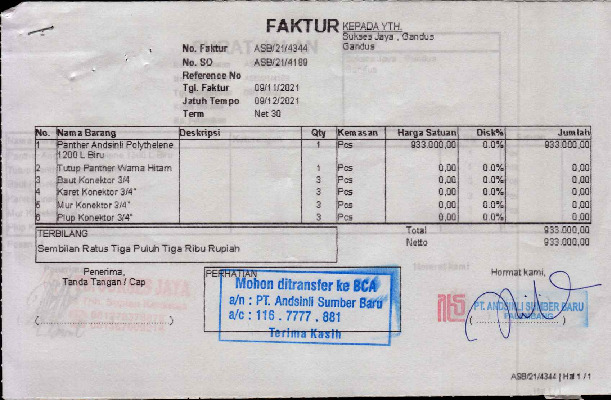 FAKTUR
KEPADA YTH.
Sukses Jaya , Gandus
Gandus
No. Faktur ASB/21/4344
No. SO ASB/21/4189
Reference No
Tgl. Faktur 09/11/2021
Jatuh Tempo 09/12/2021
Term Net 30
No. Nama Barang Deskripsi Qty Kemasan Harga Satuan Disk% Jumlah
1 Panther Andsinli Polythelene 1 Pcs 933.000,00 0.0% 933.000,00
1200 L Biru
2 Tutup Panther Warna Hitam 1 Pcs 0,00 0.0% 0,00
3 Baut Konektor 3/4 3 Pcs 0,00 0.0% 0,00
4 Karet Konektor 3/4" 3 Pcs 0,00 0.0% 0,00
5 Mur Konektor 3/4" 3 Pcs 0,00 0.0% 0,00
6 Plup Konektor 3/4" 3 Pcs 0,00 0.0% 0,00
TERBILANG
Total 933.000,00
Netto 933.000,00
Sembilan Ratus Tiga Puluh Tiga Ribu Rupiah
Penerima,
Tanda Tangan / Cap
JAYA
PERHATIAN
Mohon ditransfer ke BCA
a/n : PT. Andsinli Sumber Baru
a/c : 116 . 7777 . 881
Terima Kasih
Hormat kami,
PT. ANDSINLI SUMBER BARU
PALEMBANG
ASB/21/4344 | Hal 1 / 1